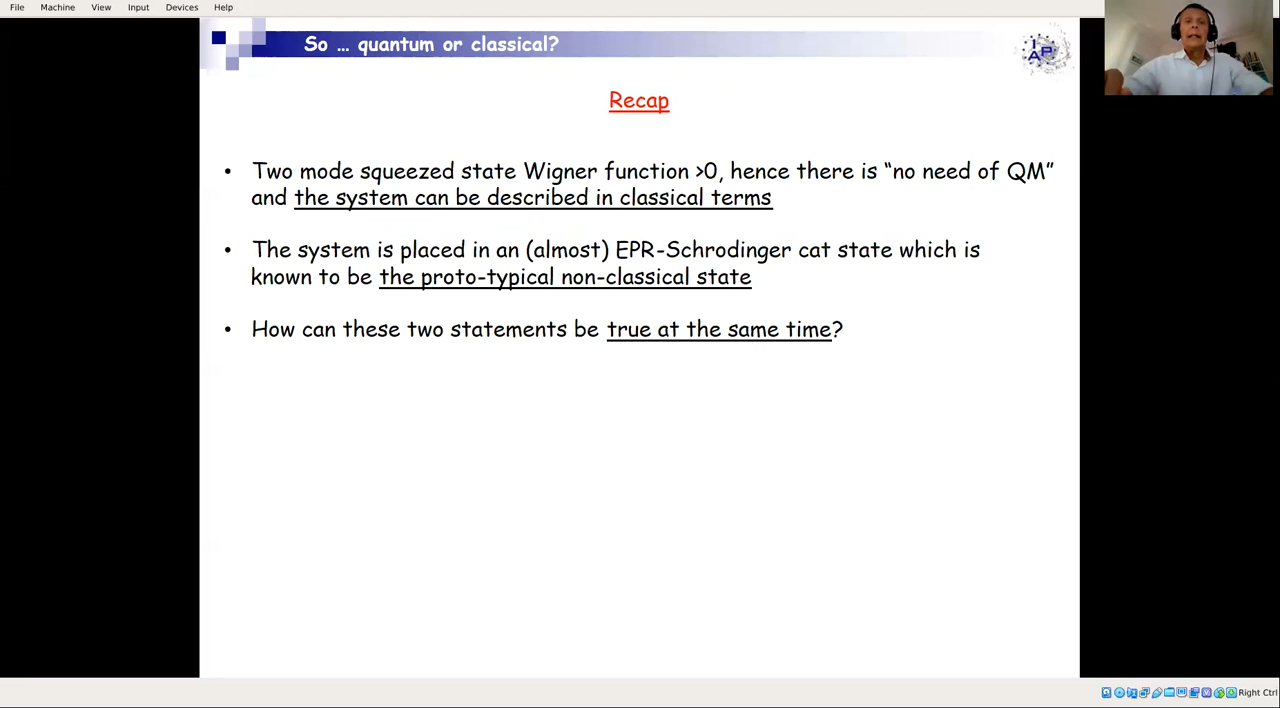 File Machine View Input Devices Help
So ... quantum or classical?
IAP
Recap
• Two mode squeezed state Wigner function >0, hence there is “no need of QM”
and the system can be described in classical terms
• The system is placed in an (almost) EPR-Schrodinger cat state which is
known to be the proto-typical non-classical state
• How can these two statements be true at the same time?
Right Ctrl